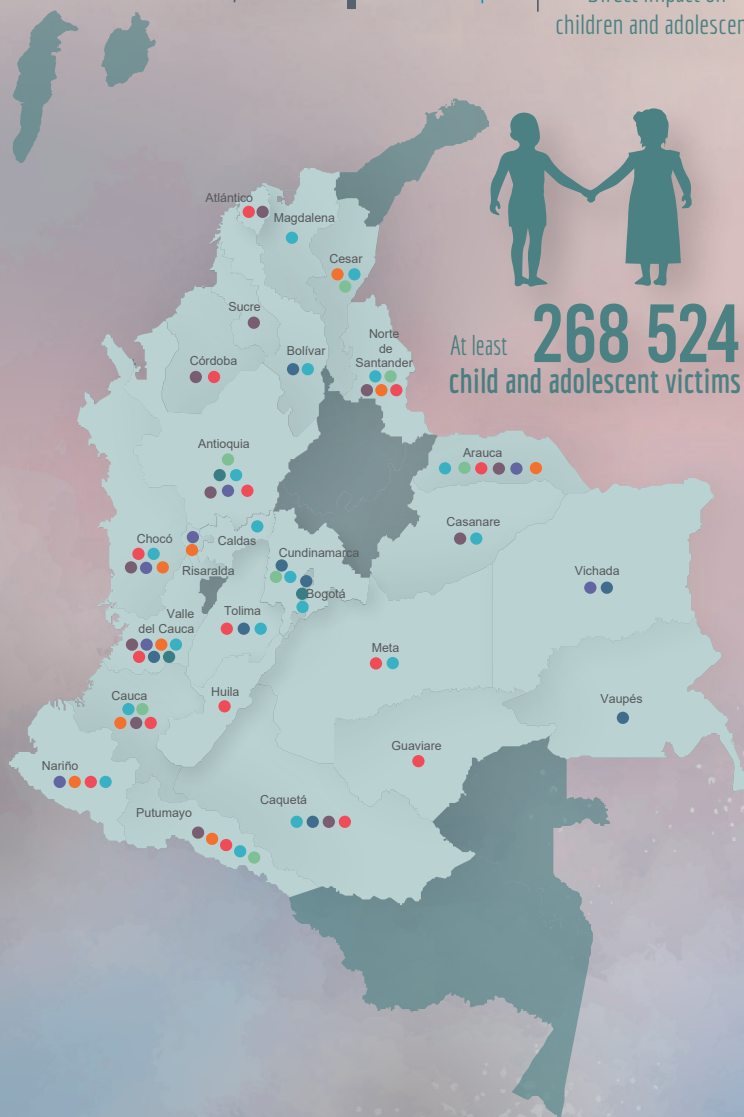 children and adolescen
Atlántico
Magdalena
Cesar
Sucre
Norte
de
Santander
Bolívar
Córdoba
At least 268 524
child and adolescent victims
Antioquia
Arauca
Casanare
Chocó
Caldas
Cundinamarca
Risaralda
Bogotá
Vichada
Valle
del Cauca
Tolima
Meta
Cauca
Huila
Vaupés
Guaviare
Nariño
Caquetá
Putumayo